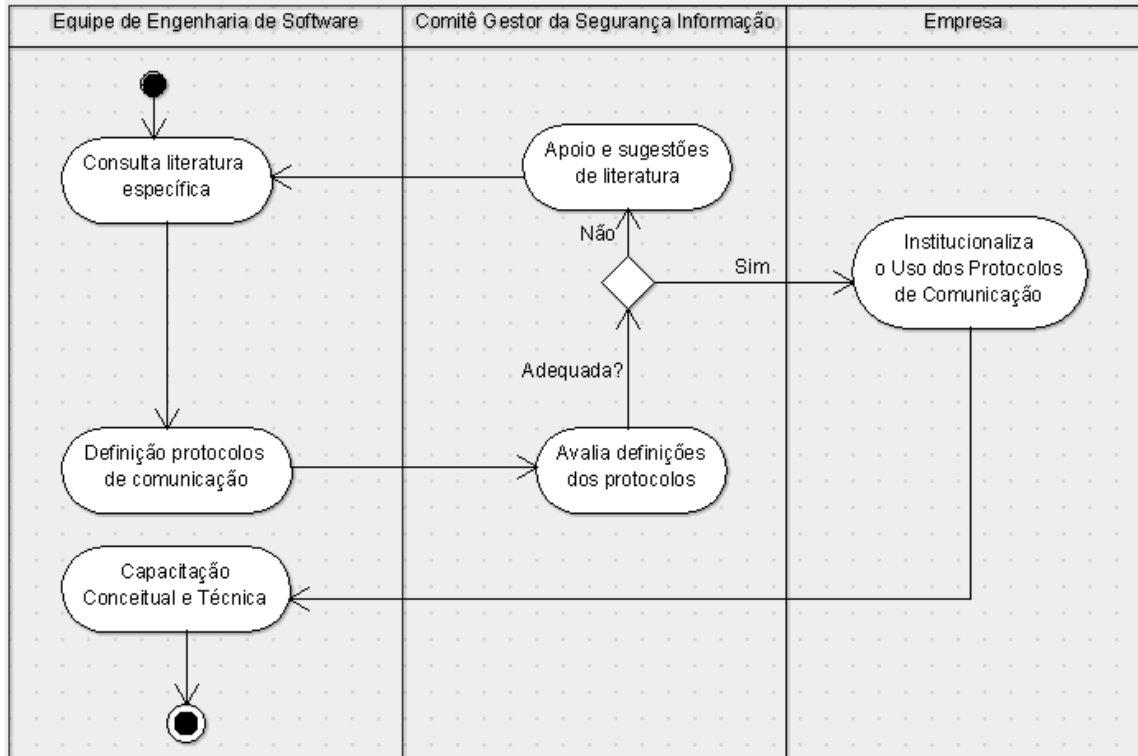 Equipe de Engenharia de Software
Comitê Gestor da Segurança Informação
Empresa
Consulta literatura
específica
Apoio e sugestões
de literatura
Não
Sim
Institucionaliza
o Uso dos Protocolos
de Comunicação
Adequada?
Definição protocolos
de comunicação
Avalia definições
dos protocolos
Capacitação
Conceitual e Técnica